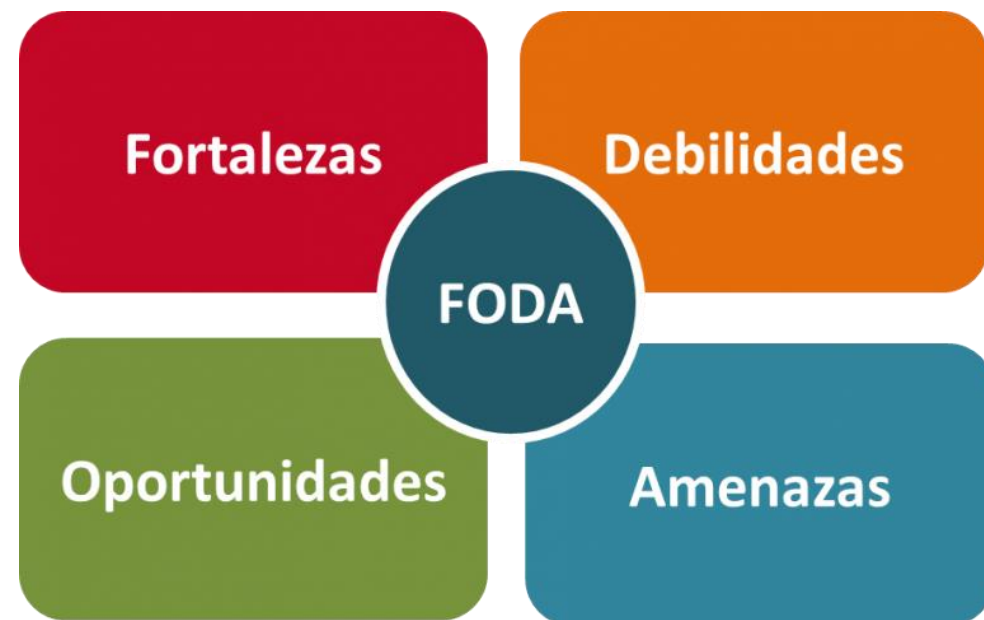 Fortalezas
Debilidades
FODA
Oportunidades
Amenazas